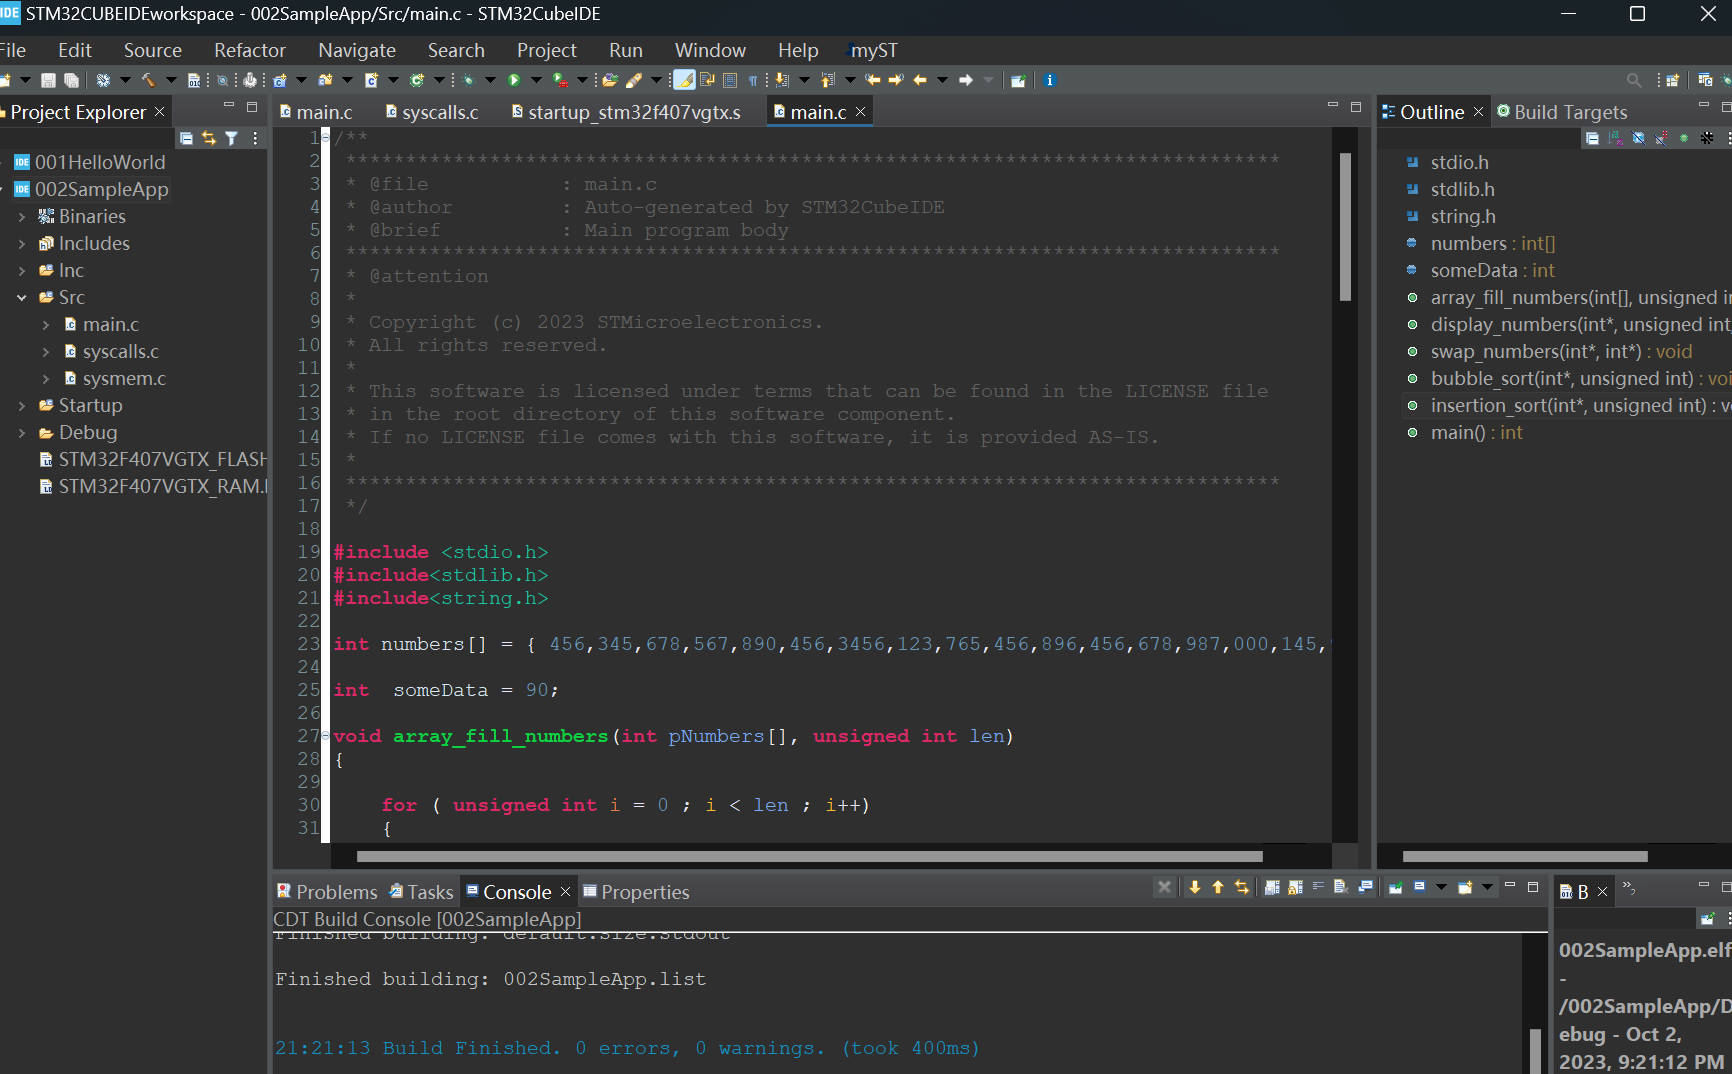 IDE STM32CUBEIDEworkspace - 002SampleApp/Src/main.c - STM32CubeIDE
File Edit Source Refactor Navigate Search Project Run Window Help myST
Project Explorer
IDE 001HelloWorld
IDE 002SampleApp
Binaries
Includes
Inc
Src
main.c
syscalls.c
sysmem.c
Startup
Debug
STM32F407VGTX_FLASH
STM32F407VGTX_RAM.
main.c syscalls.c startup_stm32f407vgtx.s main.c
1 /**
2 ******************************************************************************
3 * @file : main.c
4 * @author : Auto-generated by STM32CubeIDE
5 * @brief : Main program body
6 ******************************************************************************
7 * @attention
8 *
9 * Copyright (c) 2023 STMicroelectronics.
10 * All rights reserved.
11 *
12 * This software is licensed under terms that can be found in the LICENSE file
13 * in the root directory of this software component.
14 * If no LICENSE file comes with this software, it is provided AS-IS.
15 *
16 ******************************************************************************
17 */
18
19 #include <stdio.h>
20 #include<stdlib.h>
21 #include<string.h>
22
23 int numbers[] = { 456,345,678,567,890,456,3456,123,765,456,896,456,678,987,000,145,
24
25 int  someData = 90;
26
27 void array_fill_numbers(int pNumbers[], unsigned int len)
28 {
29
30 for ( unsigned int i = 0 ; i < len ; i++)
31 {
Outline Build Targets
stdio.h
stdlib.h
string.h
numbers : int[]
someData : int
array_fill_numbers(int[], unsigned in
display_numbers(int*, unsigned int
swap_numbers(int*, int*) : void
bubble_sort(int*, unsigned int) : voi
insertion_sort(int*, unsigned int) : v
main() : int
Problems Tasks Console Properties
CDT Build Console [002SampleApp]
Finished building: default.size.stdout
Finished building: 002SampleApp.list
21:21:13 Build Finished. 0 errors, 0 warnings. (took 400ms)
B
002SampleApp.elf
-
/002SampleApp/D
ebug - Oct 2,
2023, 9:21:12 PM